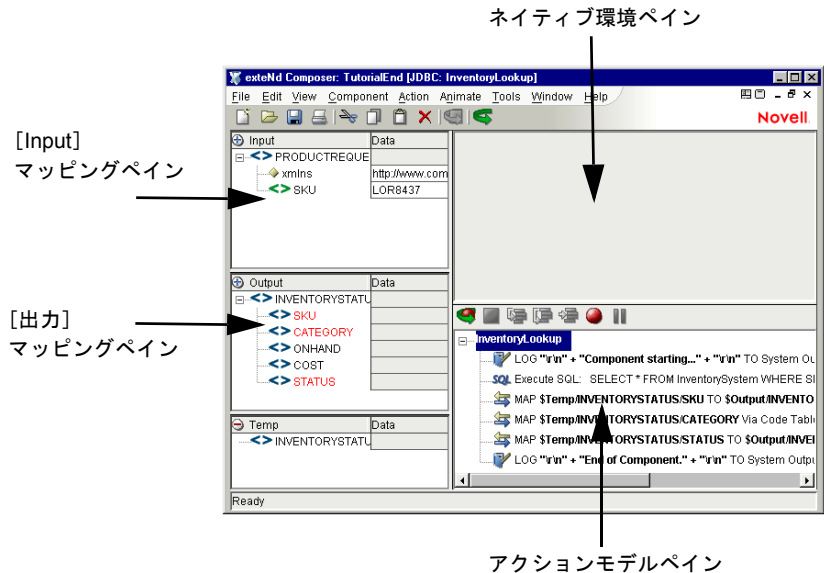 ネイティブ環境ペイン
exteNd Composer: TutorialEnd [JDBC: InventoryLookup]
File Edit View Component Action Animate Tools Window Help
Novell
[Input]
マッピングペイン
Input Data
PRODUCTREQUE
xmlns http://www.com
SKU LOR8437
[出力]
マッピングペイン
Output Data
INVENTORYSTATU
SKU
CATEGORY
ONHAND
COST
STATUS
Temp Data
INVENTORYSTATU
InventoryLookup
LOG "\r\n" + "Component starting..." + "\r\n" TO System Ou
SQL Execute SQL: SELECT * FROM InventorySystem WHERE S
MAP $Temp/INVENTORYSTATUS/SKU TO $Output/INVENTO
MAP $Temp/INVENTORYSTATUS/CATEGORY Via Code Table
MAP $Temp/INVENTORYSTATUS/STATUS TO $Output/INVE
LOG "\r\n" + "End of Component." + "\r\n" TO System Outpu
Ready
アクションモデルペイン